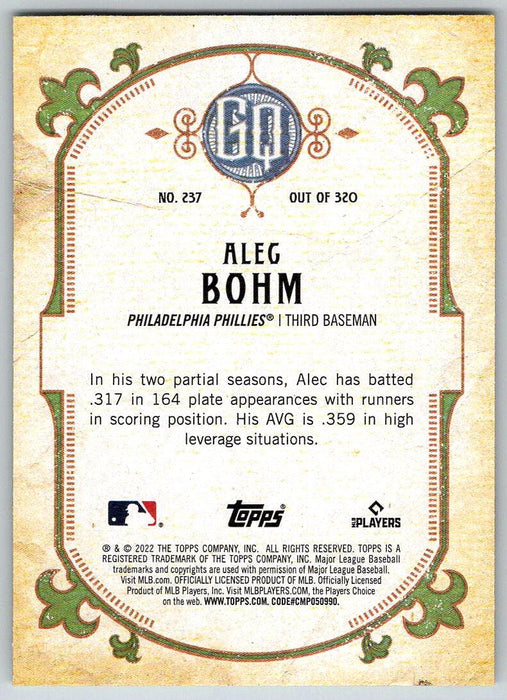 GQ
NO. 237 OUT OF 320
ALEC
BOHM
PHILADELPHIA PHILLIES® | THIRD BASEMAN
In his two partial seasons, Alec has batted
.317 in 164 plate appearances with runners
in scoring position. His AVG is .359 in high
leverage situations.
topps
MLB PLAYERS
® & © 2022 THE TOPPS COMPANY, INC. ALL RIGHTS RESERVED. TOPPS IS A
REGISTERED TRADEMARK OF THE TOPPS COMPANY, INC. Major League Baseball
trademarks and copyrights are used with permission of Major League Baseball.
Visit MLB.com. OFFICIALLY LICENSED PRODUCT OF MLB. Officially Licensed
Product of MLB Players, Inc. Visit MLBPLAYERS.com, the Players Choice
on the web. WWW.TOPPS.COM. CODE#CMP050990.